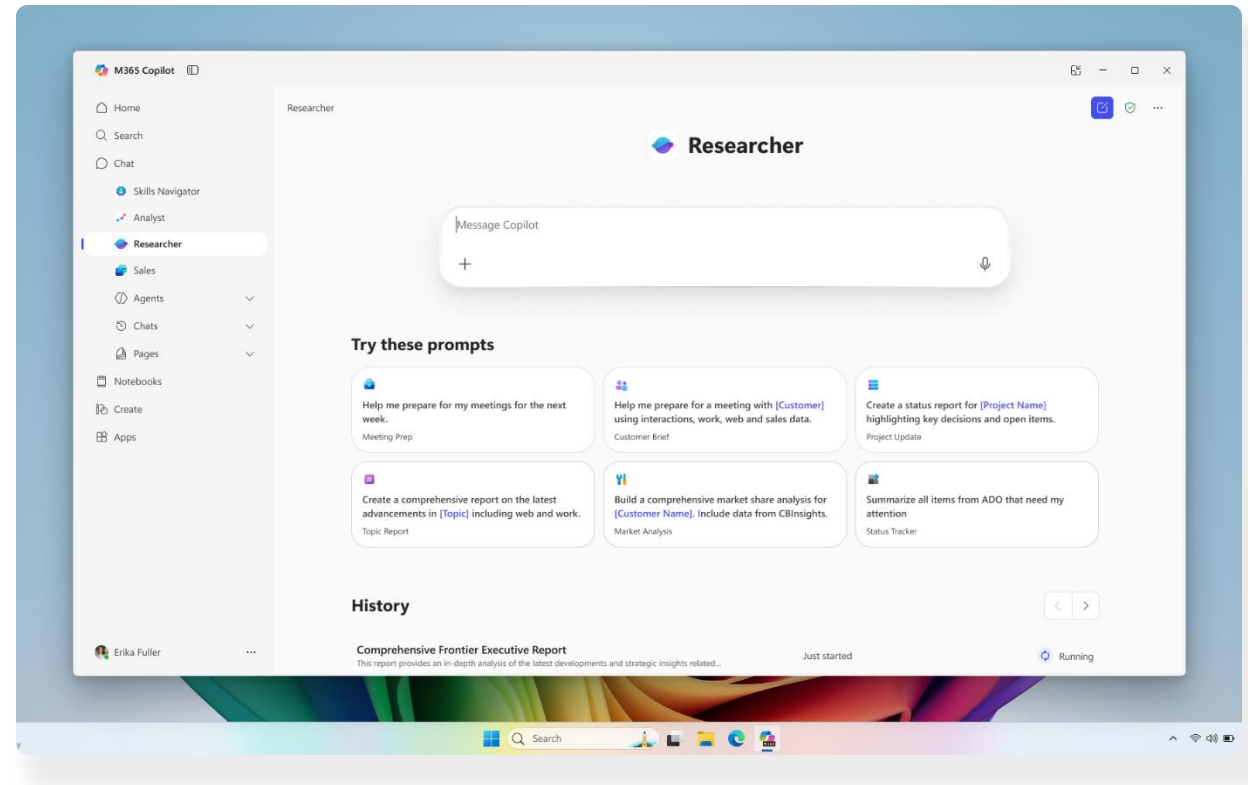 M365 Copilot
Home
Search
Chat
Skills Navigator
Analyst
Researcher
Sales
Agents
Chats
Pages
Notebooks
Create
Apps
Erika Fuller
Researcher
Researcher
Message Copilot
Try these prompts
Help me prepare for my meetings for the next
week.
Meeting Prep
Help me prepare for a meeting with [Customer]
using interactions, work, web and sales data.
Customer Brief
Create a status report for [Project Name]
highlighting key decisions and open items.
Project Update
Create a comprehensive report on the latest
advancements in [Topic] including web and work.
Topic Report
Build a comprehensive market share analysis for
[Customer Name]. Include data from CBInsights.
Market Analysis
Summarize all items from ADO that need my
attention
Status Tracker
History
Comprehensive Frontier Executive Report
This report provides an in-depth analysis of the latest developments and strategic insights related...
Just started
Running
Search